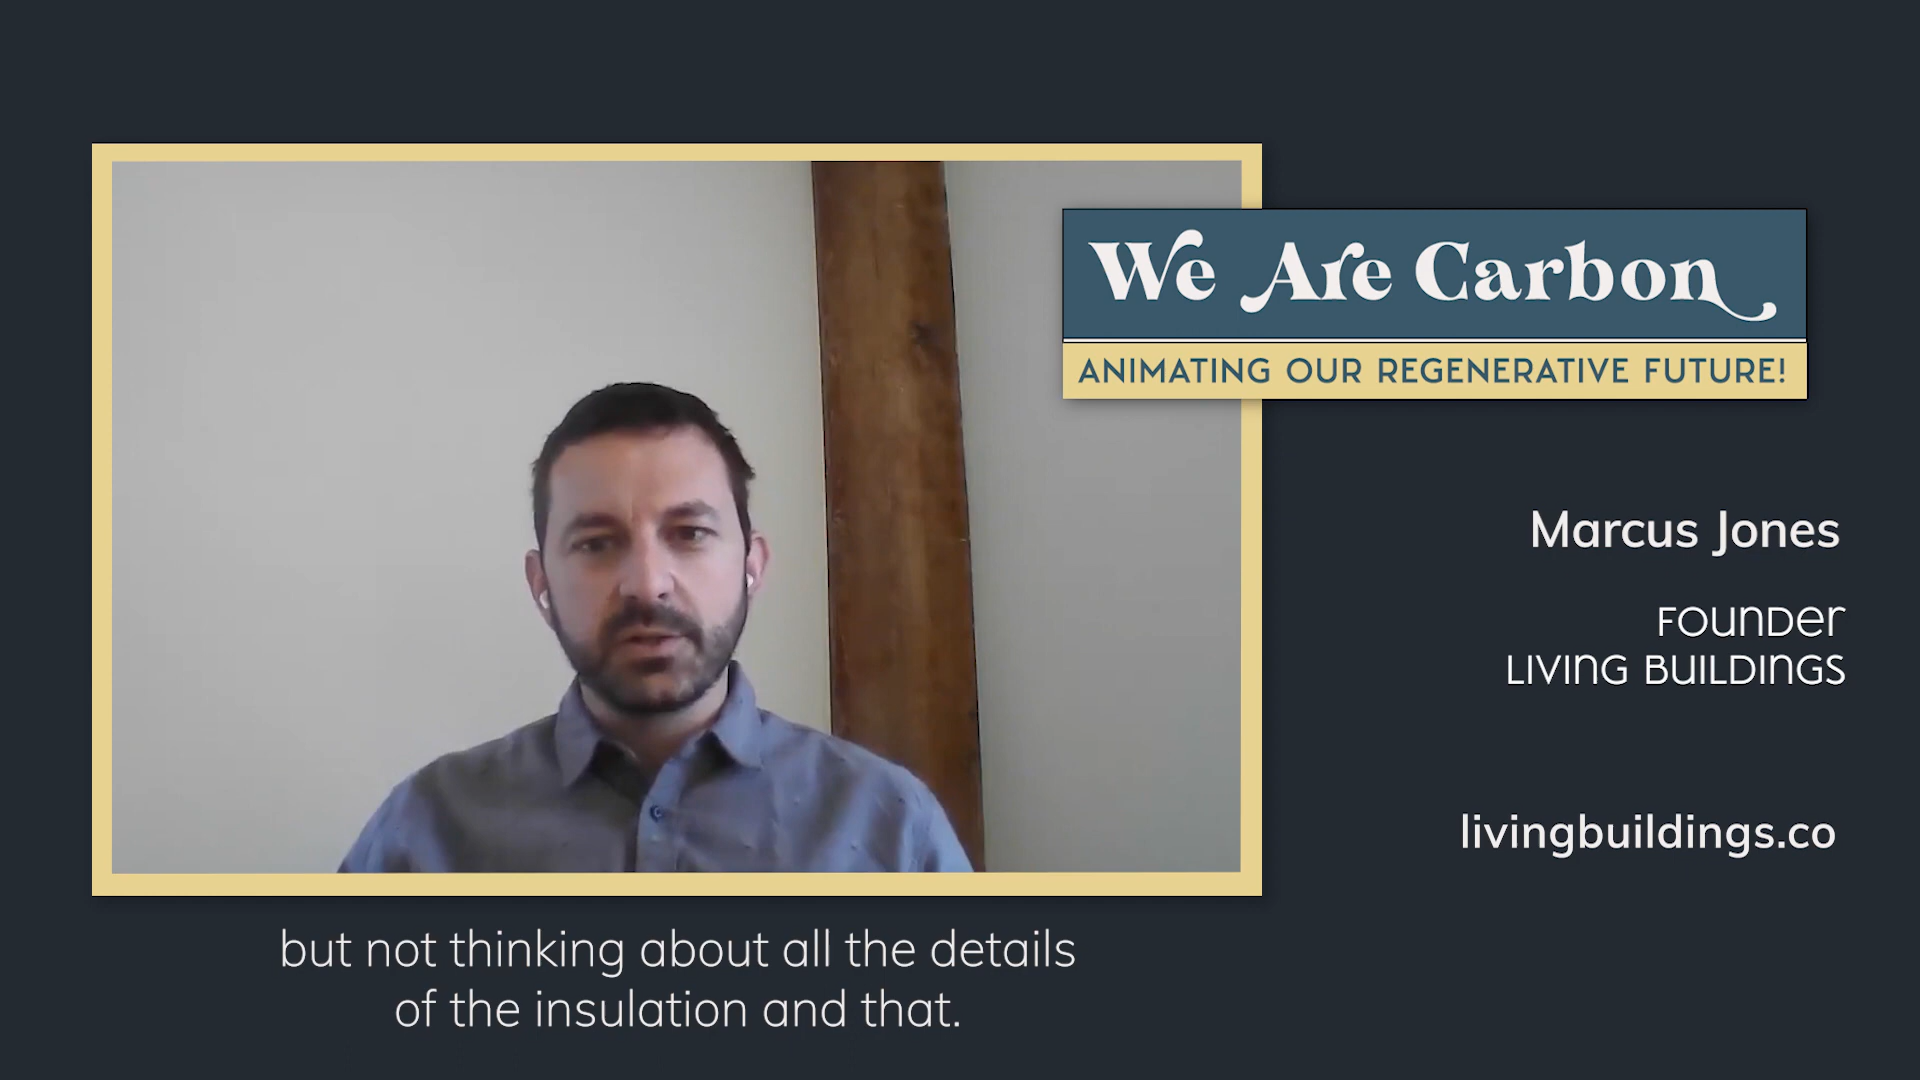 We Are Carbon
ANIMATING OUR REGENERATIVE FUTURE!
Marcus Jones
FOUNDER
LIVING BUILDINGS
livingbuildings.co
but not thinking about all the details
of the insulation and that.